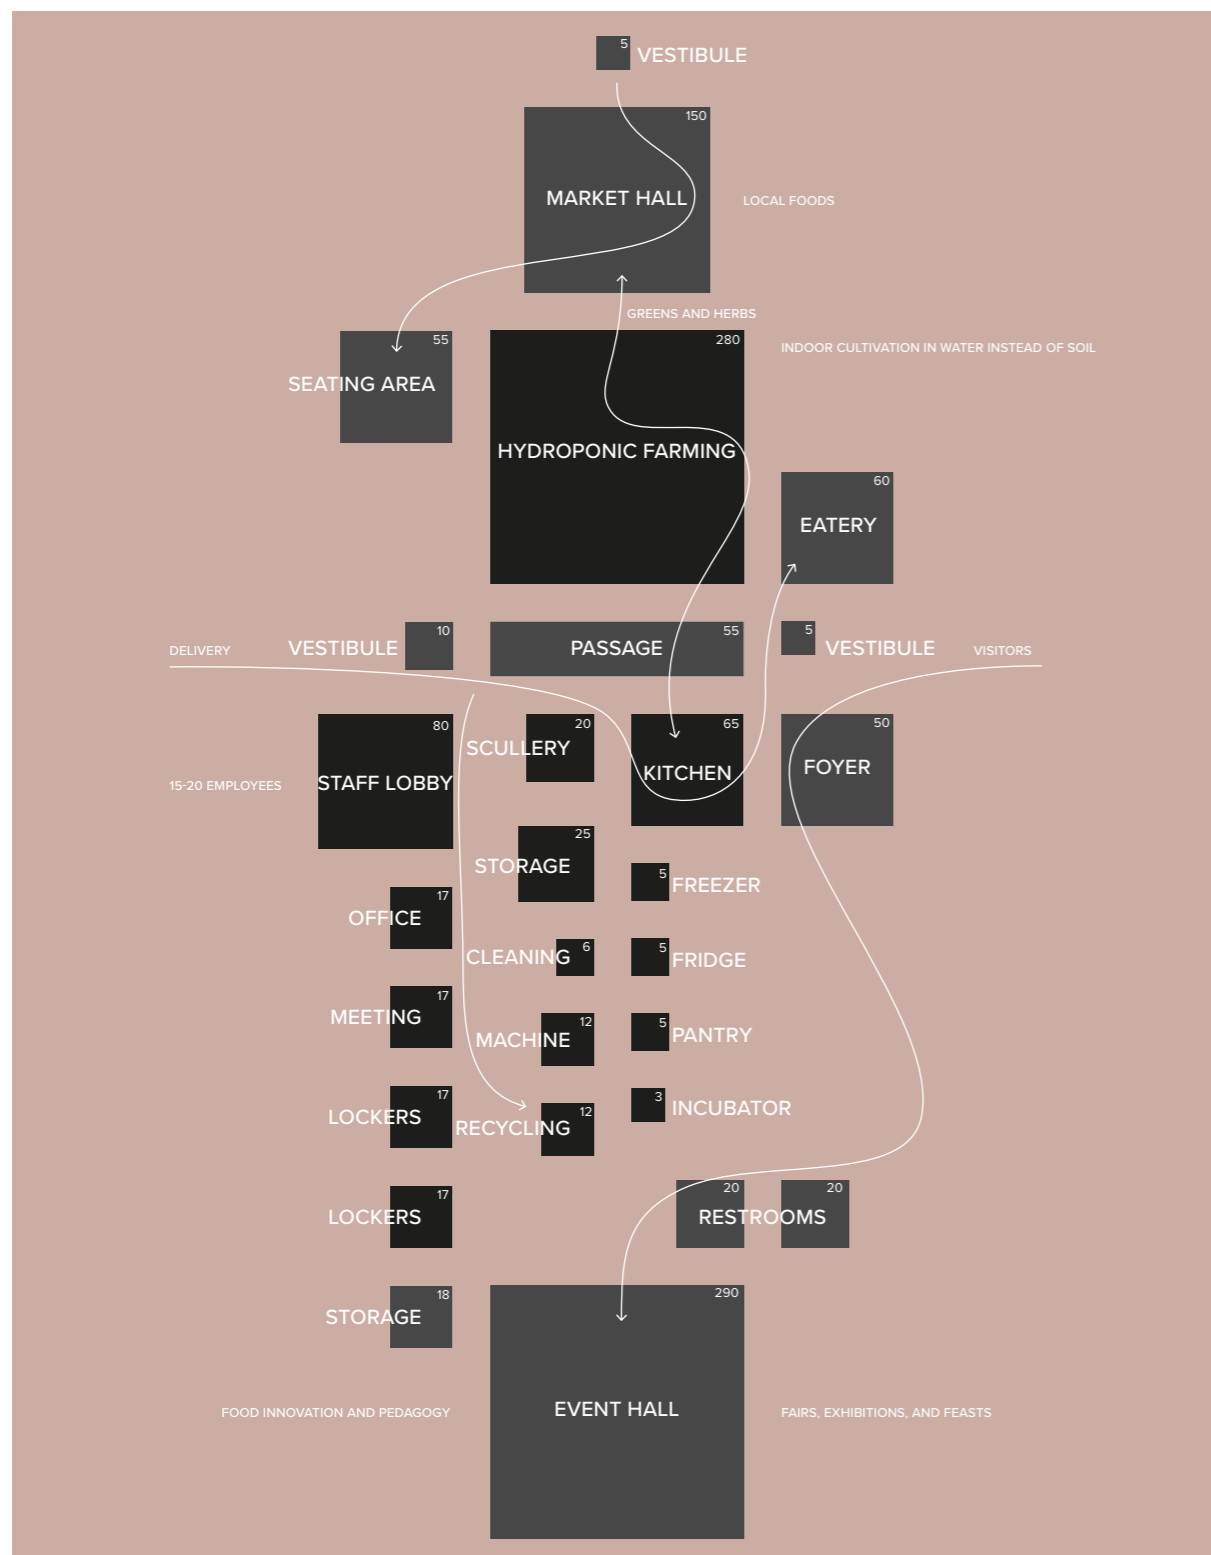 5
VESTIBULE
150
MARKET HALL
LOCAL FOODS
GREENS AND HERBS
55
SEATING AREA
280
HYDROPONIC FARMING
INDOOR CULTIVATION IN WATER INSTEAD OF SOIL
60
EATERY
DELIVERY
VESTIBULE
10
PASSAGE
55
5
VESTIBULE
VISITORS
80
STAFF LOBBY
15-20 EMPLOYEES
20
SCULLERY
65
KITCHEN
50
FOYER
25
STORAGE
5
FREEZER
17
OFFICE
6
CLEANING
5
FRIDGE
17
MEETING
12
MACHINE
5
PANTRY
17
LOCKERS
12
RECYCLING
3
INCUBATOR
17
LOCKERS
20
20
RESTROOMS
18
STORAGE
290
EVENT HALL
FOOD INNOVATION AND PEDAGOGY
FAIRS, EXHIBITIONS, AND FEASTS